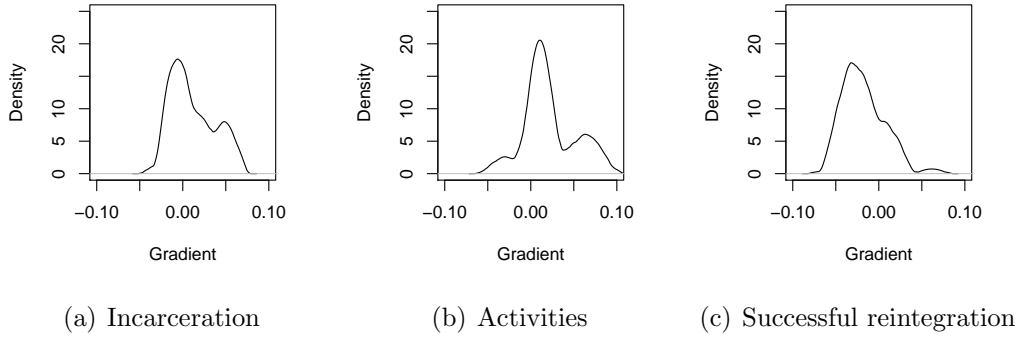 Density
0 5 10 20
−0.10 0.00 0.10
Gradient
(a) Incarceration
Density
0 5 10 20
−0.10 0.00 0.10
Gradient
(b) Activities
Density
0 5 10 20
−0.10 0.00 0.10
Gradient
(c) Successful reintegration